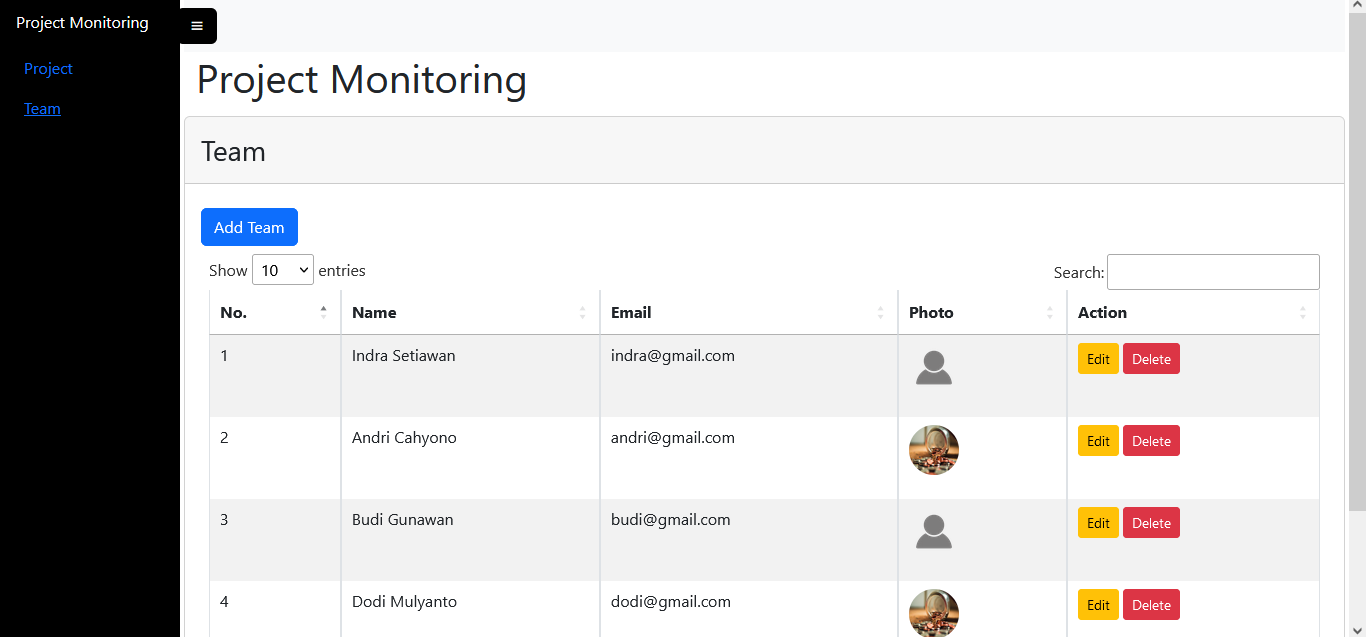 Project Monitoring
Project
Team
Project Monitoring
Team
Add Team
Show 10 entries
Search:
No. Name Email Photo Action
1 Indra Setiawan indra@gmail.com Edit Delete
2 Andri Cahyono andri@gmail.com Edit Delete
3 Budi Gunawan budi@gmail.com Edit Delete
4 Dodi Mulyanto dodi@gmail.com Edit Delete